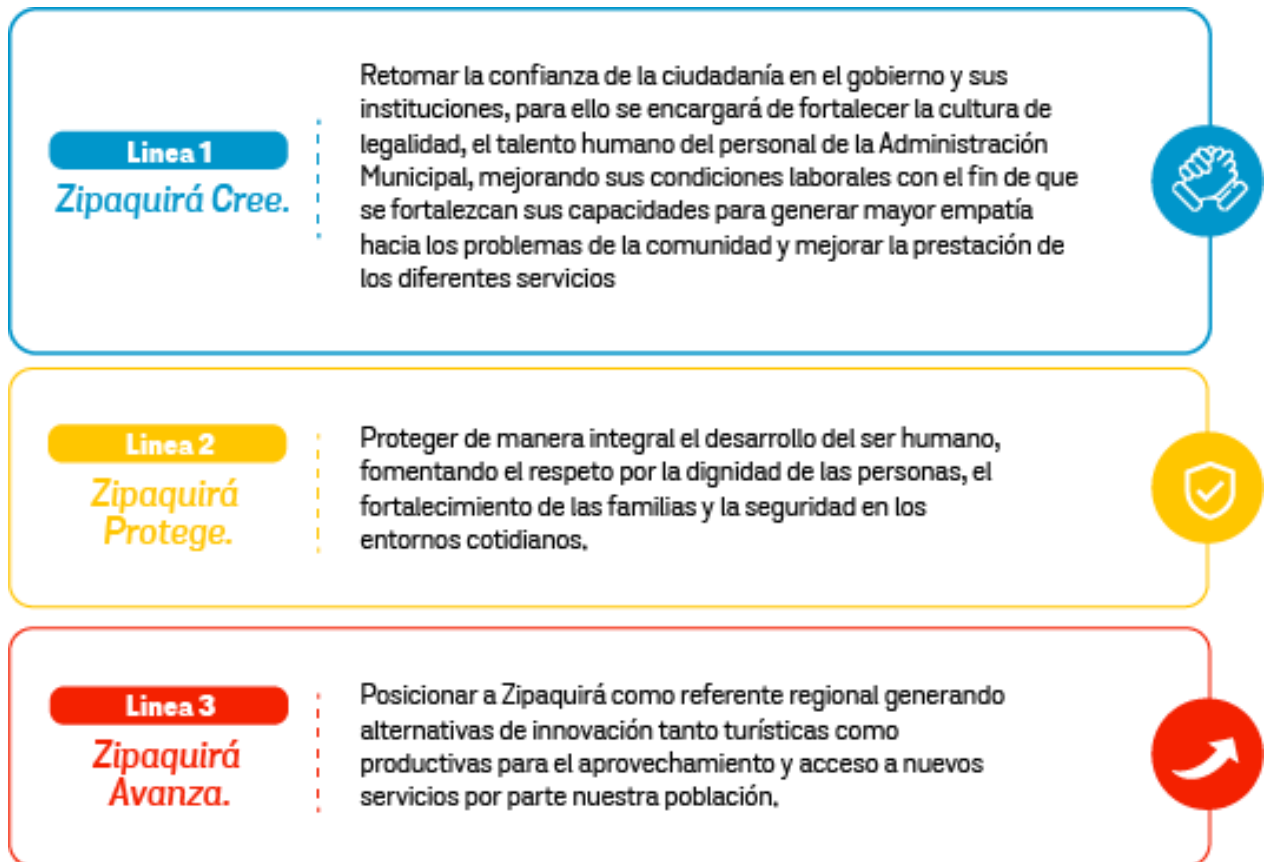 Linea 1
Zipaquirá Cree.
Retomar la confianza de la ciudadanía en el gobierno y sus
instituciones, para ello se encargará de fortalecer la cultura de
legalidad, el talento humano del personal de la Administración
Municipal, mejorando sus condiciones laborales con el fin de que
se fortalezcan sus capacidades para generar mayor empatía
hacia los problemas de la comunidad y mejorar la prestación de
los diferentes servicios
Linea 2
Zipaquirá
Protege.
Proteger de manera integral el desarrollo del ser humano,
fomentando el respeto por la dignidad de las personas, el
fortalecimiento de las familias y la seguridad en los
entornos cotidianos.
Linea 3
Zipaquirá
Avanza.
Posicionar a Zipaquirá como referente regional generando
alternativas de innovación tanto turísticas como
productivas para el aprovechamiento y acceso a nuevos
servicios por parte nuestra población.